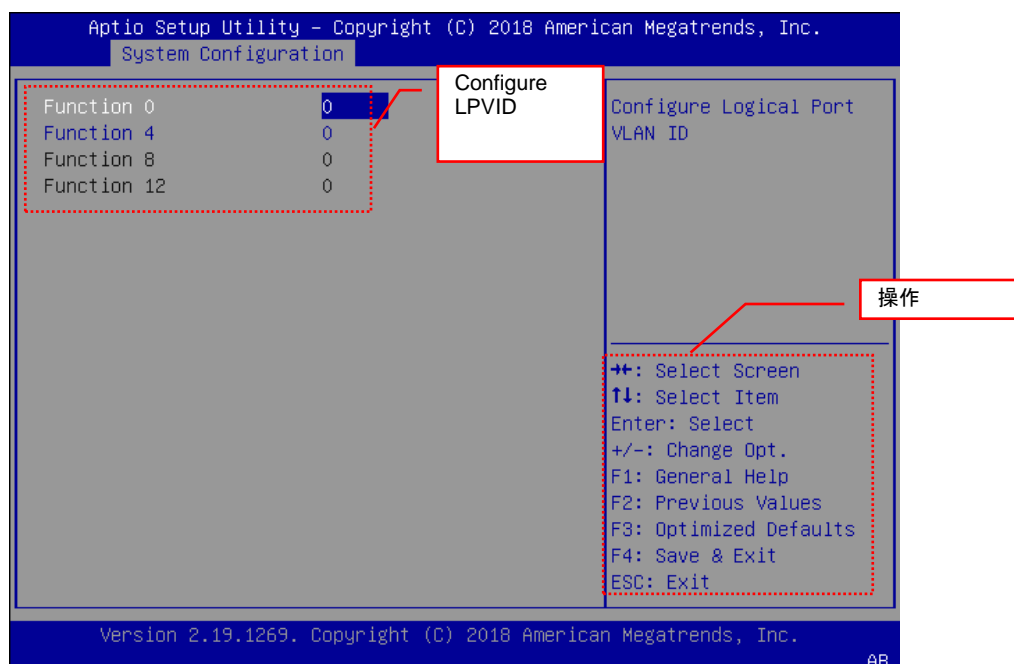 Aptio Setup Utility – Copyright (C) 2018 American Megatrends, Inc.
System Configuration
Function 0 0
Function 4 0
Function 8 0
Function 12 0
Configure
LPVID
Configure Logical Port
VLAN ID
操作
→←: Select Screen
↑↓: Select Item
Enter: Select
+/-: Change Opt.
F1: General Help
F2: Previous Values
F3: Optimized Defaults
F4: Save & Exit
ESC: Exit
Version 2.19.1269. Copyright (C) 2018 American Megatrends, Inc.
AB